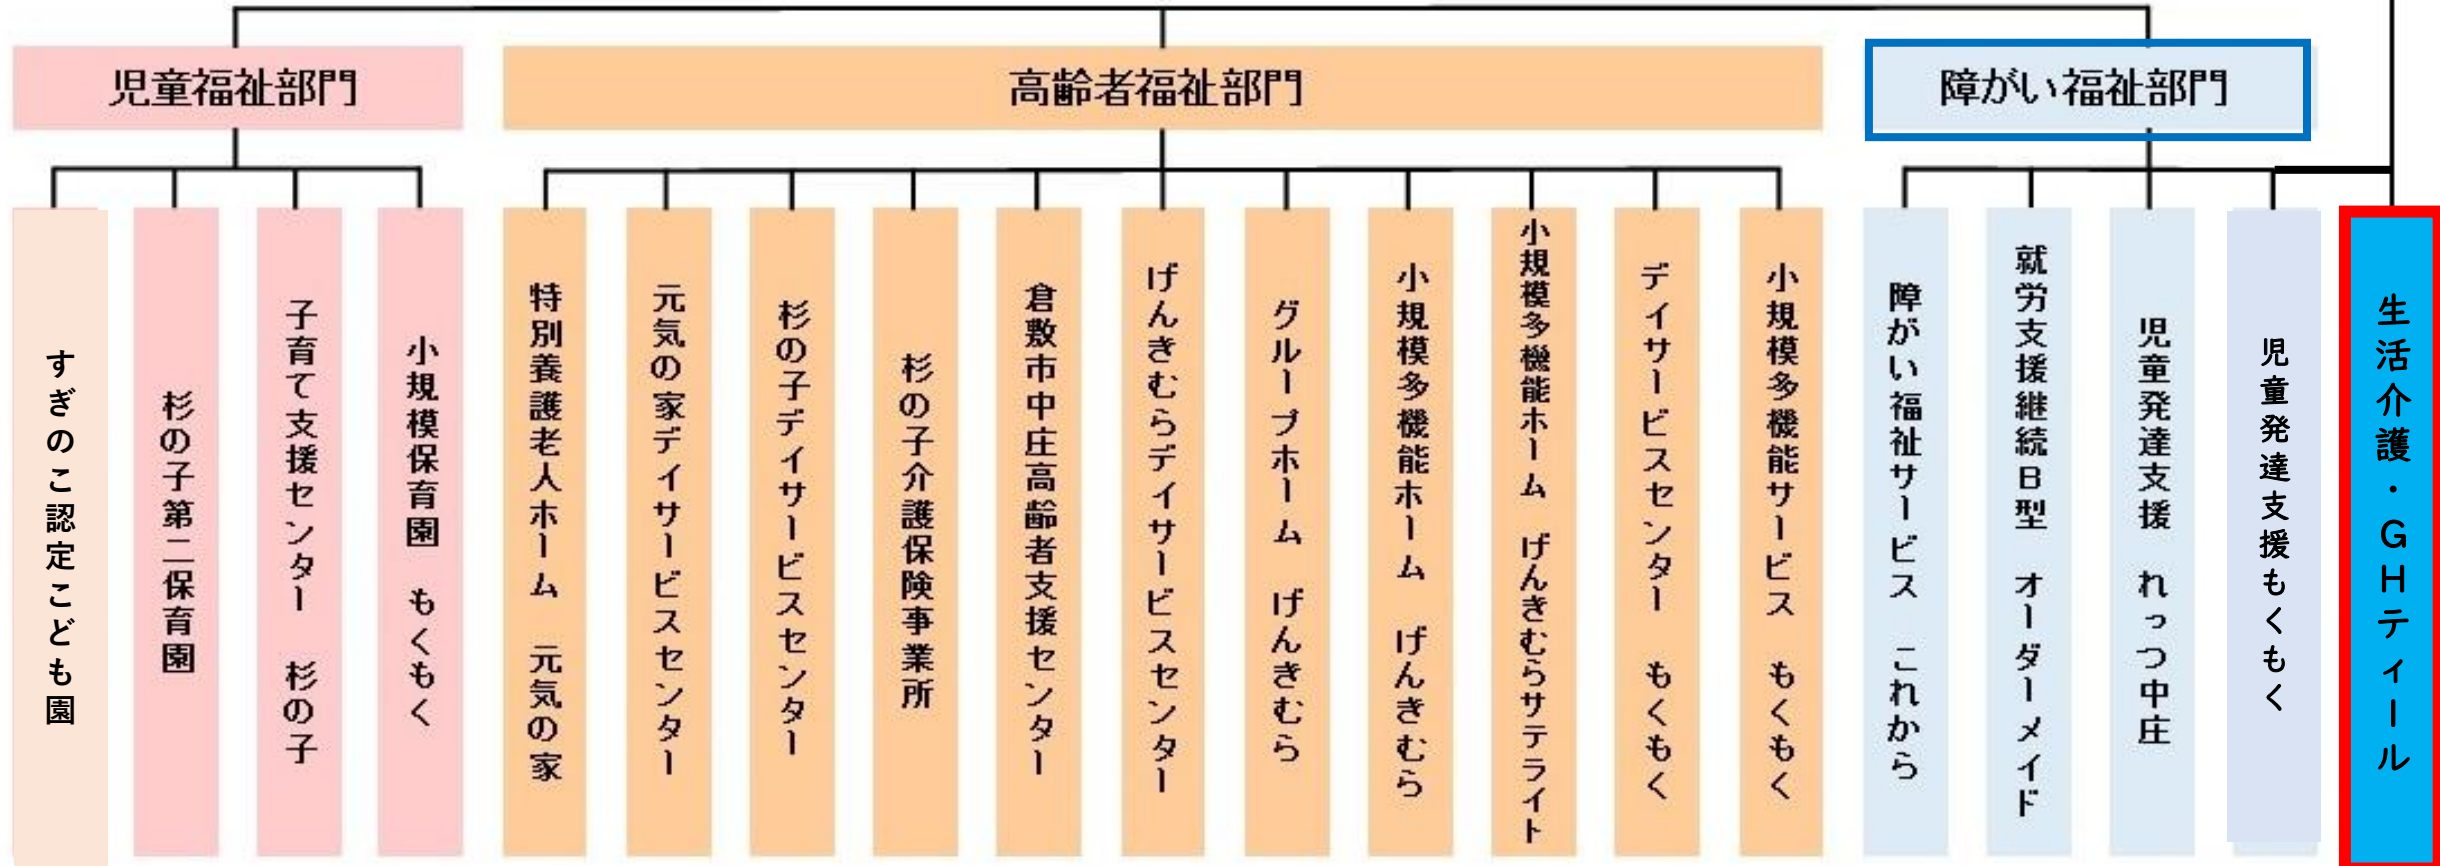 児童福祉部門
高齢者福祉部門
障がい福祉部門
すぎのこ認定こども園
杉の子第二保育園
子育て支援センター　杉の子
小規模保育園　もくもく
特別養護老人ホーム　元気の家
元気の家デイサービスセンター
杉の子デイサービスセンター
杉の子介護保険事業所
倉敷市中庄高齢者支援センター
げんきむらデイサービスセンター
グループホーム　げんきむら
小規模多機能ホーム　げんきむら
小規模多機能ホーム　げんきむらサテライト
デイサービスセンター　もくもく
小規模多機能サービス　もくもく
障がい福祉サービス　これから
就労支援継続B型　オーダーメイド
児童発達支援　れっつ中庄
児童発達支援もくもく
生活介護・GHティール